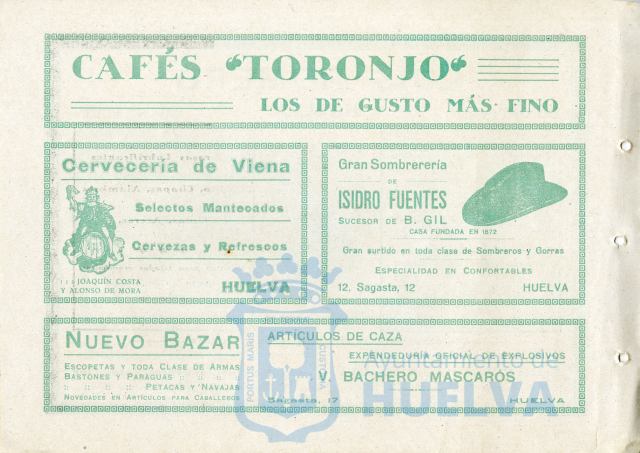 CAFÉS “TORONJO“
LOS DE GUSTO MÁS FINO
Cervecería de Viena
Selectos Mantecados
Cervezas y Refrescos
JOAQUÍN COSTA
Y ALONSO DE MORA
HUELVA
Gran Sombrerería
DE
ISIDRO FUENTES
SUCESOR DE B. GIL
CASA FUNDADA EN 1872
Gran surtido en toda clase de Sombreros y Gorras
ESPECIALIDAD EN CONFORTABLES
12, Sagasta, 12 HUELVA
NUEVO BAZAR
ESCOPETAS Y TODA CLASE DE ARMAS
BASTONES Y PARAGUAS :: :: :: ::
:: :: :: :: PETACAS Y NAVAJAS
NOVEDADES EN ARTÍCULOS PARA CABALLEROS
ARTÍCULOS DE CAZA
EXPENDEDURÍA OFICIAL DE EXPLOSIVOS
V. BACHERO MASCARÓS
Sagasta, 17 HUELVA
PORTUS MARIS
Ayuntamiento de
HUELVA